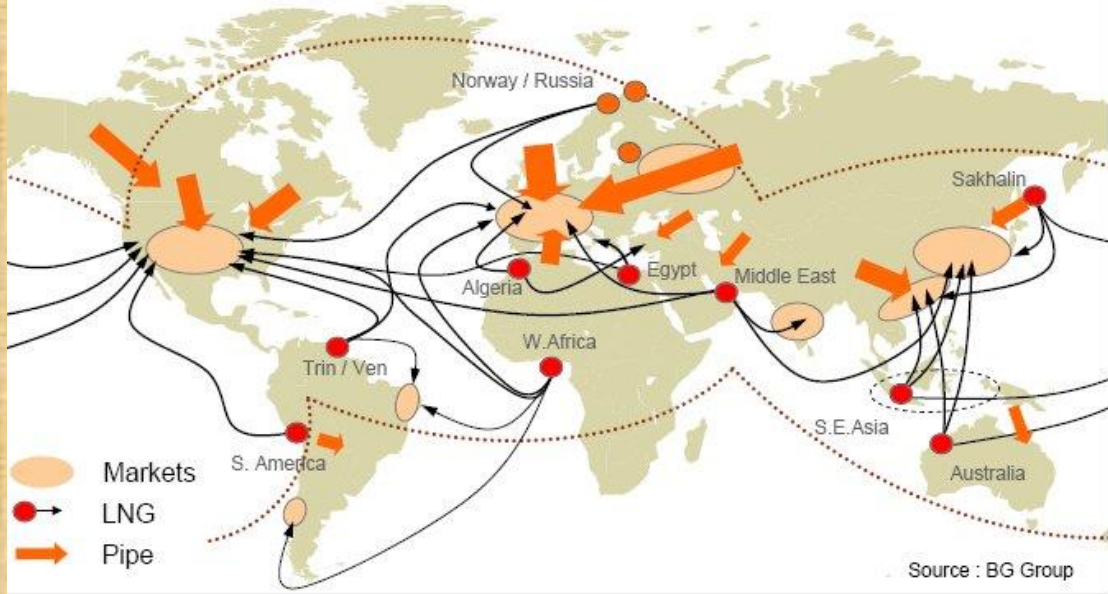 Norway / Russia
Sakhalin
Algeria
Egypt
Middle East
W.Africa
Trin / Ven
S.E.Asia
S. America
Australia
Markets
LNG
Pipe
Source : BG Group